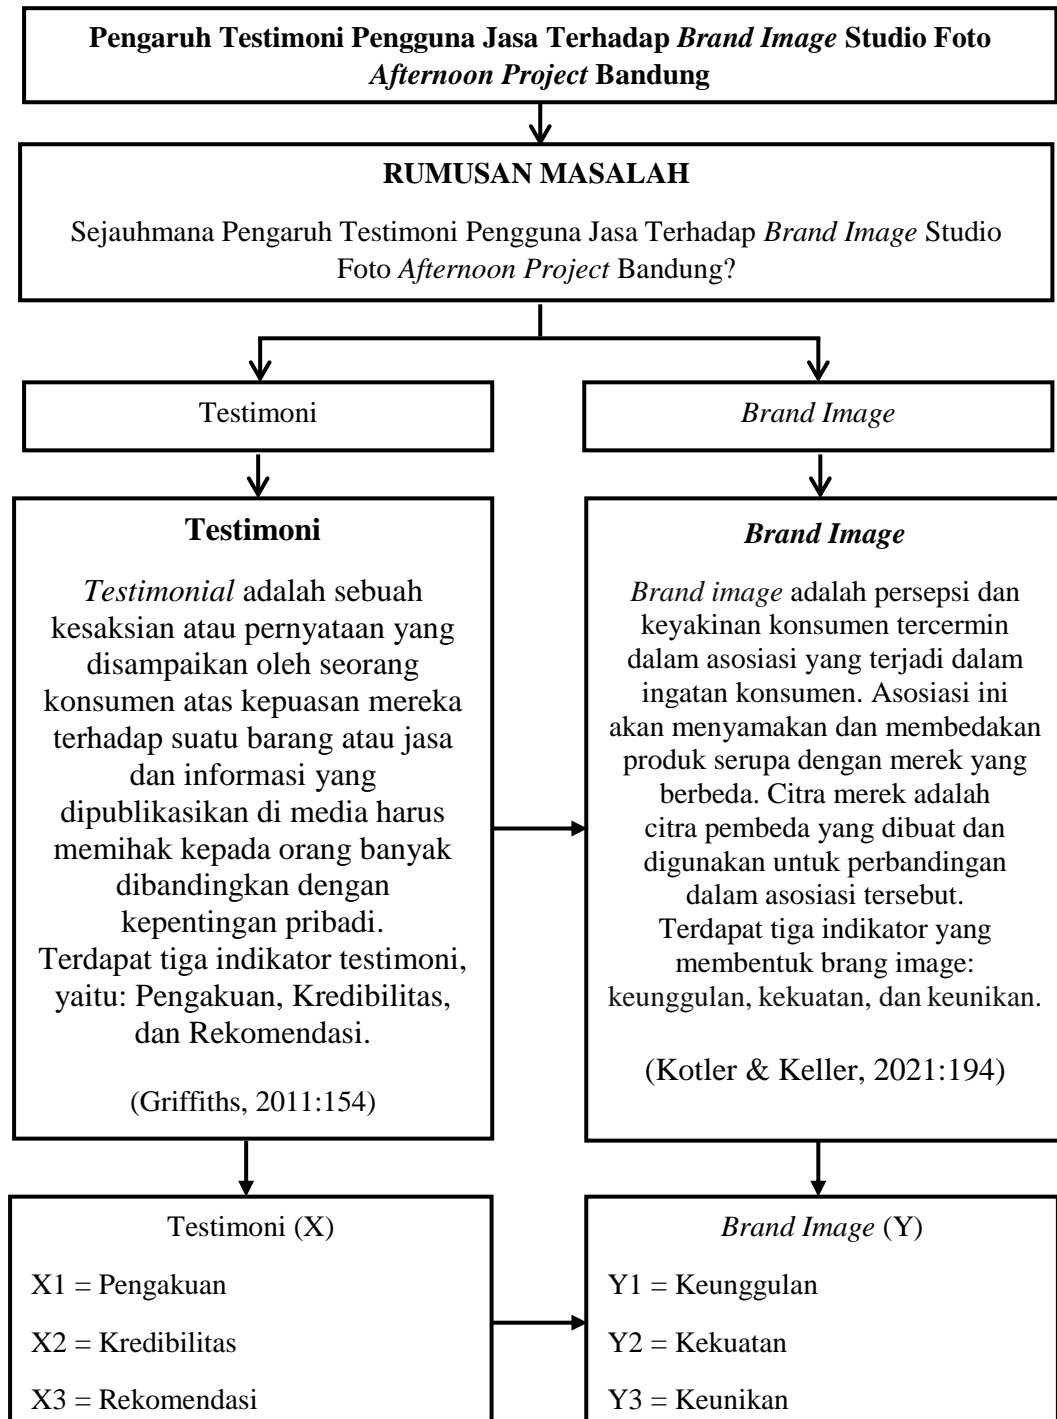 Pengaruh Testimoni Pengguna Jasa Terhadap Brand Image Studio Foto
Afternoon Project Bandung
RUMUSAN MASALAH
Sejauhmana Pengaruh Testimoni Pengguna Jasa Terhadap Brand Image Studio
Foto Afternoon Project Bandung?
Testimoni
Brand Image
Testimoni
Testimonial adalah sebuah
kesaksian atau pernyataan yang
disampaikan oleh seorang
konsumen atas kepuasan mereka
terhadap suatu barang atau jasa
dan informasi yang
dipublikasikan di media harus
memihak kepada orang banyak
dibandingkan dengan
kepentingan pribadi.
Terdapat tiga indikator testimoni,
yaitu: Pengakuan, Kredibilitas,
dan Rekomendasi.
(Griffiths, 2011:154)
Brand Image
Brand image adalah persepsi dan
keyakinan konsumen tercermin
dalam asosiasi yang terjadi dalam
ingatan konsumen. Asosiasi ini
akan menyamakan dan membedakan
produk serupa dengan merek yang
berbeda. Citra merek adalah
citra pembeda yang dibuat dan
digunakan untuk perbandingan
dalam asosiasi tersebut.
Terdapat tiga indikator yang
membentuk brang image:
keunggulan, kekuatan, dan keunikan.
(Kotler & Keller, 2021:194)
Testimoni (X)
X1 = Pengakuan
X2 = Kredibilitas
X3 = Rekomendasi
Brand Image (Y)
Y1 = Keunggulan
Y2 = Kekuatan
Y3 = Keunikan